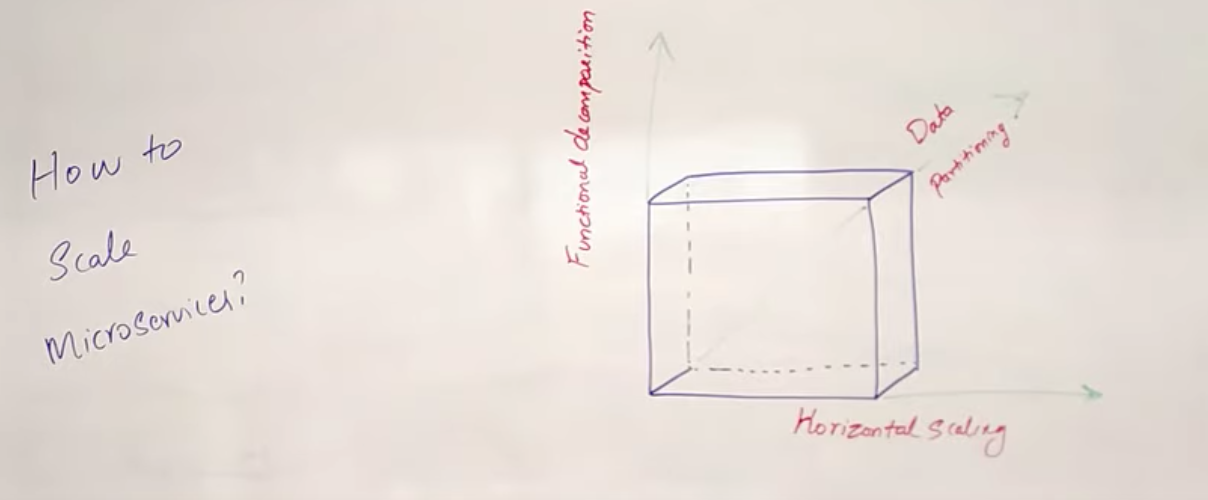 How to
Scale
Microservices?
Functional decomposition
Data
Partitioning
Horizontal Scaling